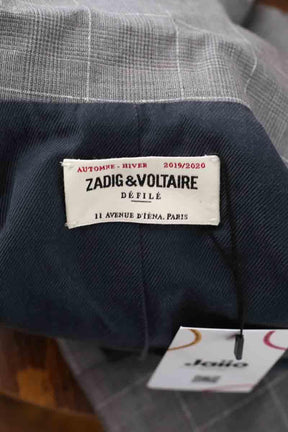 AUTOMNE - HIVER 2019/2020
ZADIG & VOLTAIRE
DÉFILÉ
11 AVENUE D'IÉNA, PARIS
Jaiio